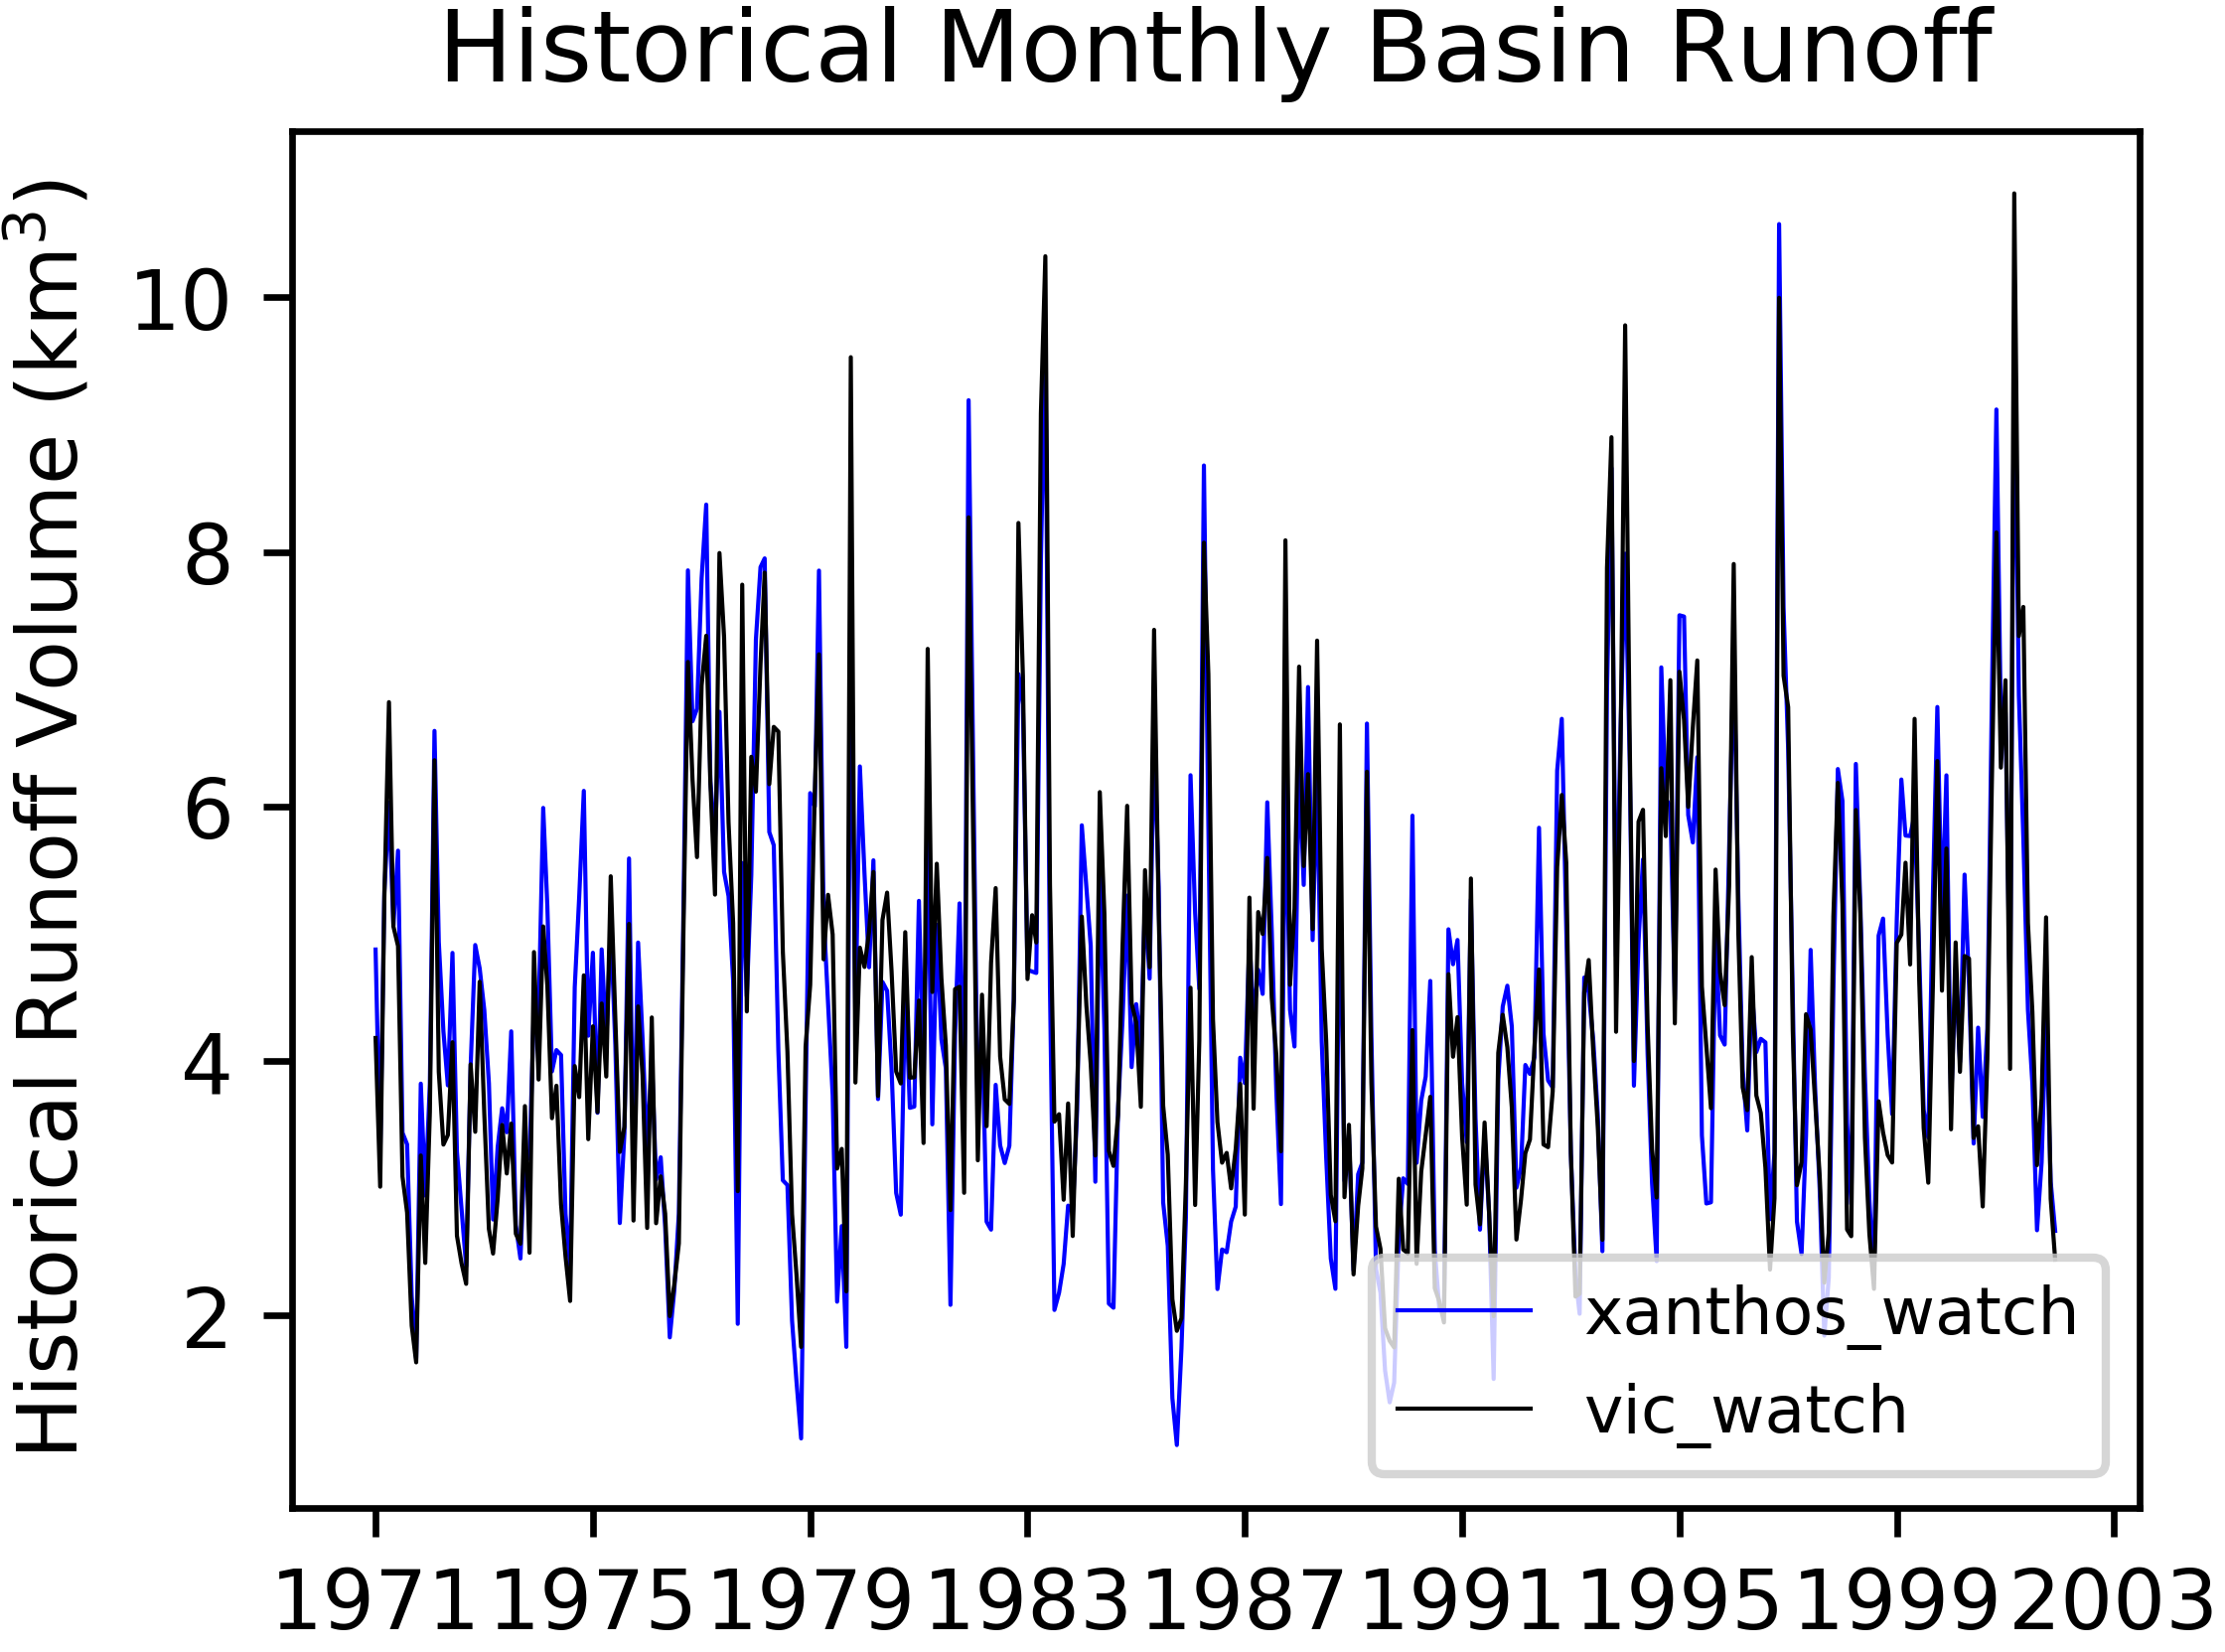 Historical Monthly Basin Runoff
Historical Runoff Volume (km³)
10
8
6
4
2
xanthos_watch
vic_watch
1971 1975 1979 1983 1987 1991 1995 1999 2003